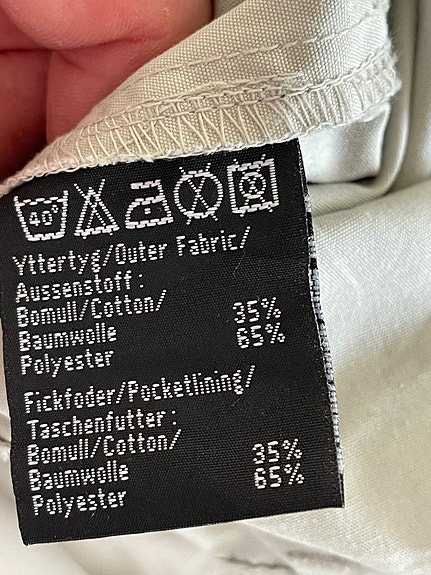 40°
Yttertyg/Outer Fabric/
Aussenstoff:
Bomull/Cotton/ 35%
Baumwolle 65%
Polyester
Fickfoder/Pocketlining/
Taschenfutter:
Bomull/Cotton/ 35%
Baumwolle 65%
Polyester